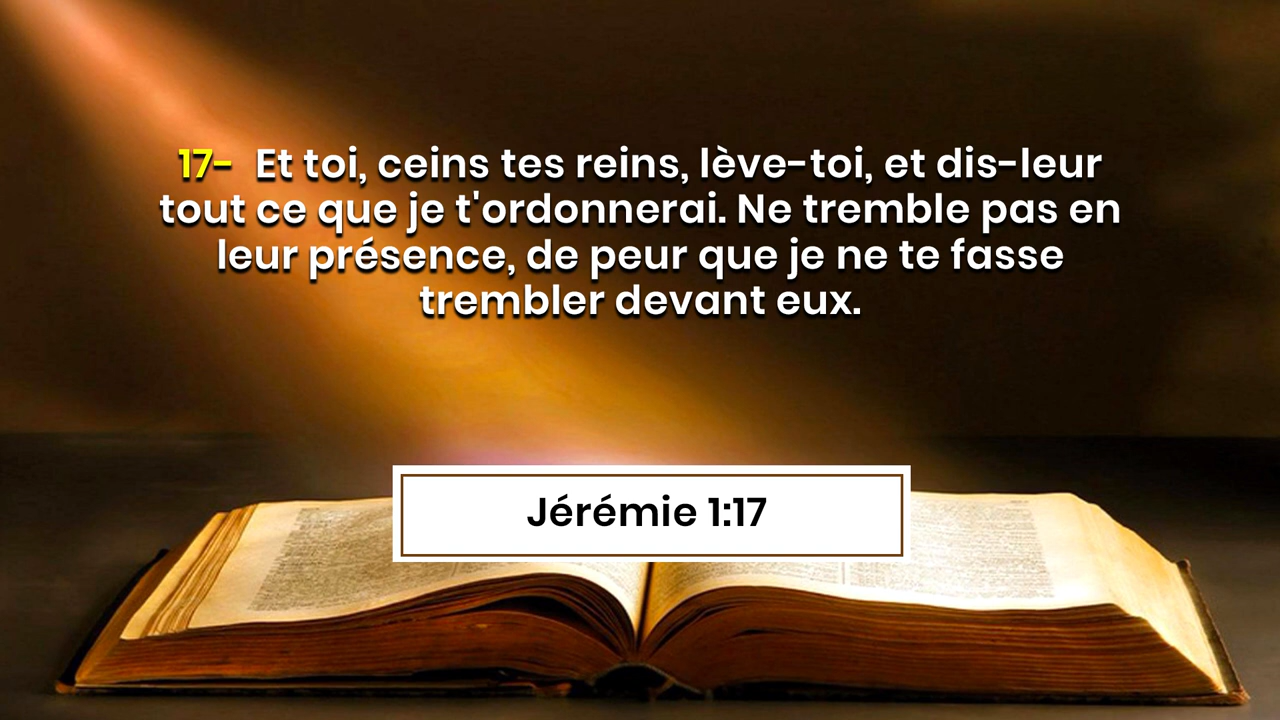 17- Et toi, ceins tes reins, lève-toi, et dis-leur
tout ce que je t'ordonnerai. Ne tremble pas en
leur présence, de peur que je ne te fasse
trembler devant eux.
Jérémie 1:17